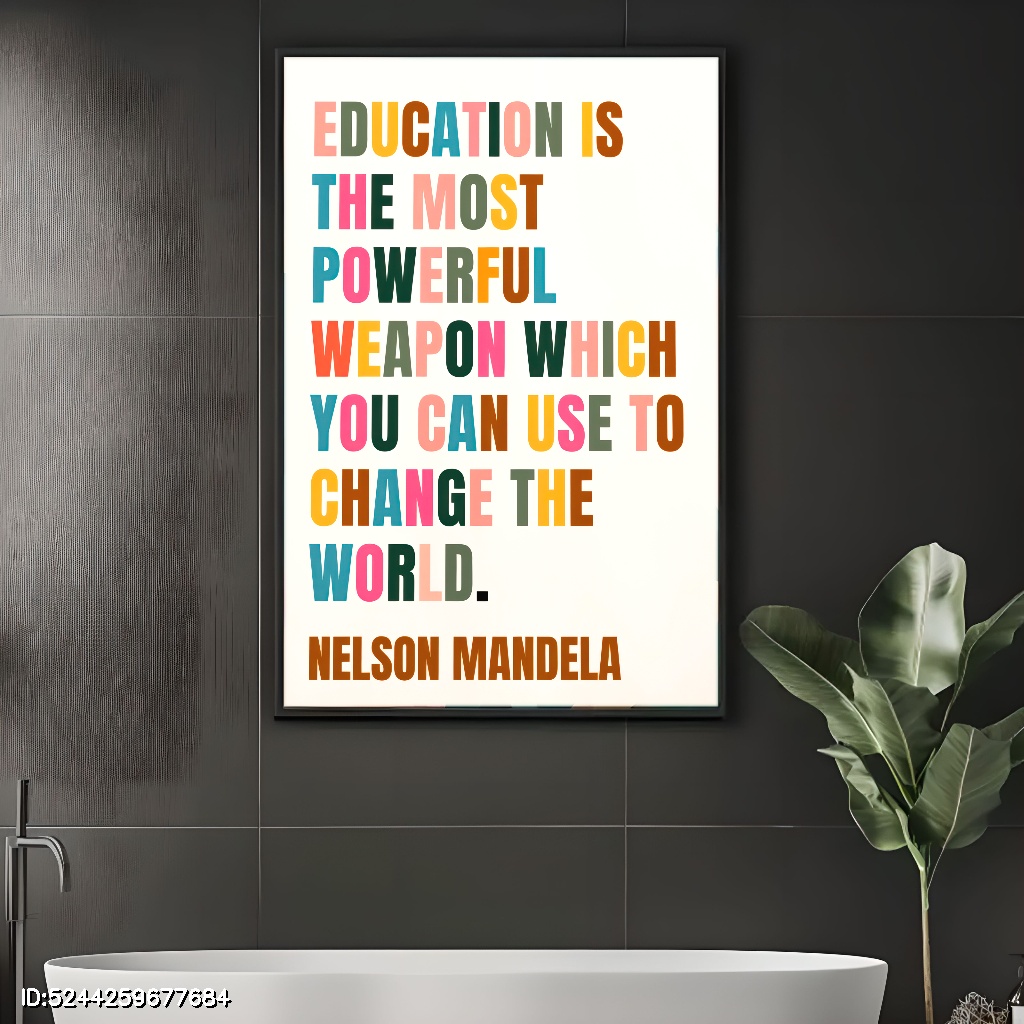 EDUCATION IS
THE MOST
POWERFUL
WEAPON WHICH
YOU CAN USE TO
CHANGE THE
WORLD.
NELSON MANDELA
ID:5244259677684